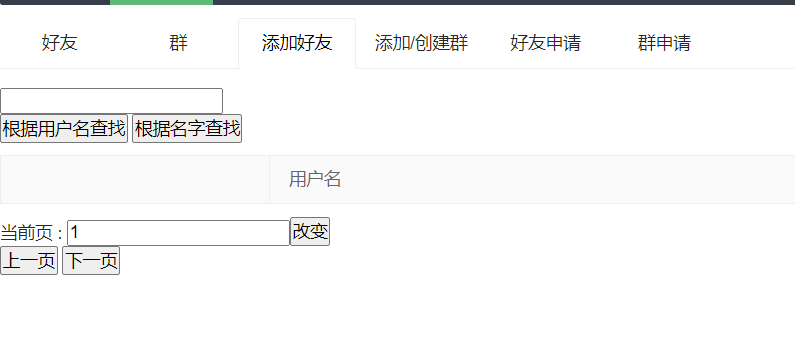 好友 群 添加好友 添加/创建群 好友申请 群申请
根据用户名查找 根据名字查找
用户名
当前页 : 1 改变
上一页 下一页